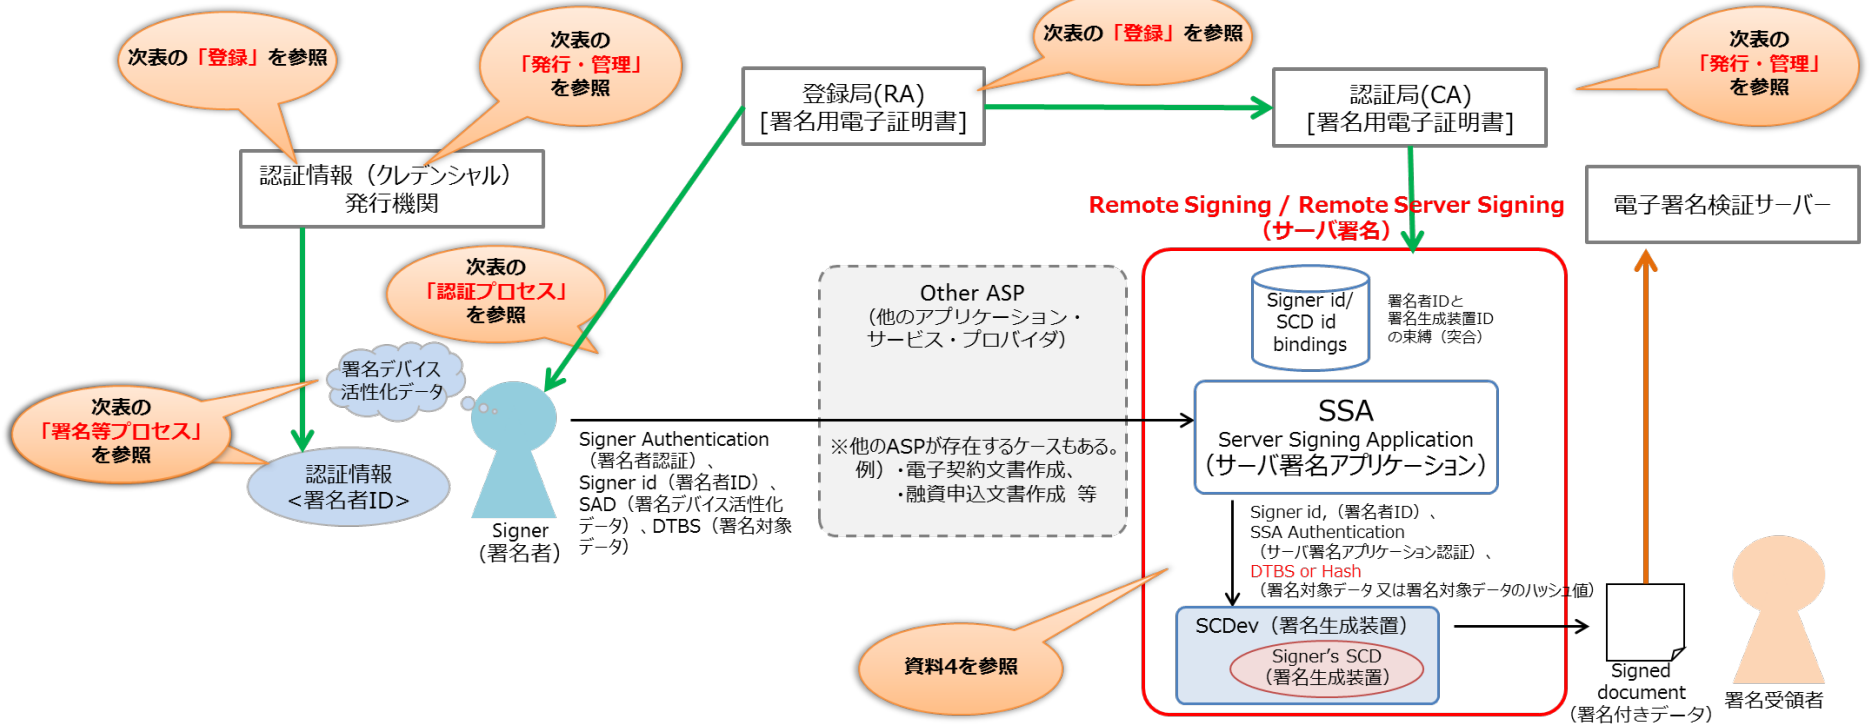 次表の「登録」を参照
次表の
「発行・管理」
を参照
次表の「登録」を参照
次表の
「発行・管理」
を参照
登録局(RA)
[署名用電子証明書]
認証局(CA)
[署名用電子証明書]
認証情報（クレデンシャル）
発行機関
電子署名検証サーバー
Remote Signing / Remote Server Signing
（サーバ署名）
次表の
「認証プロセス」
を参照
Other ASP
（他のアプリケーション・
サービス・プロバイダ）
Signer id/
SCD id
bindings
署名者IDと
署名生成装置ID
の束縛（突合）
署名デバイス
活性化データ
次表の
「署名等プロセス」
を参照
認証情報
<署名者ID>
Signer
（署名者）
Signer Authentication
（署名者認証）、
Signer id（署名者ID）、
SAD（署名デバイス活性化
データ）、DTBS（署名対象
データ）
※他のASPが存在するケースもある。
例）・電子契約文書作成、
・融資申込文書作成 等
SSA
Server Signing Application
（サーバ署名アプリケーション）
Signer id,（署名者ID）、
SSA Authentication
（サーバ署名アプリケーション認証）、
DTBS or Hash
（署名対象データ又は署名対象データのハッシュ値）
SCDev（署名生成装置）
Signer’s SCD
（署名生成装置）
資料4を参照
Signed
document
（署名付きデータ）
署名受領者